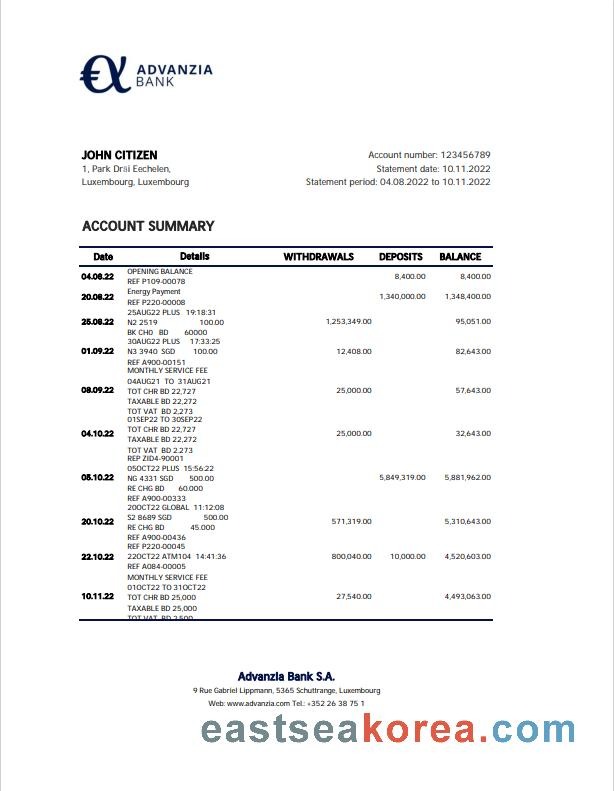 €α ADVANZIA
BANK
JOHN CITIZEN
1, Park Dräi Eechelen,
Luxembourg, Luxembourg
Account number: 123456789
Statement date: 10.11.2022
Statement period: 04.08.2022 to 10.11.2022
ACCOUNT SUMMARY
Date Details WITHDRAWALS DEPOSITS BALANCE
OPENING BALANCE
04.08.22 8,400.00 8,400.00
REF P109-00078
Energy Payment
20.08.22 1,340,000.00 1,348,400.00
REF P220-00008
25AUG22 PLUS 19:18:31
25.08.22 N2 2519 100.00 1,253,349.00 95,051.00
BK CH0 BD 60000
30AUG22 PLUS 17:33:25
01.09.22 N3 3940 SGD 100.00 12,408.00 82,643.00
REF A900-00151
MONTHLY SERVICE FEE
04AUG21 TO 31AUG21
08.09.22 TOT CHR BD 22,727 25,000.00 57,643.00
TAXABLE BD 22,272
TOT VAT BD 2,273
01SEP22 TO 30SEP22
TOT CHR BD 22,727
04.10.22 25,000.00 32,643.00
TAXABLE BD 22,272
TOT VAT BD 2.273
REP ZID4-90001
05OCT22 PLUS 15:56:22
05.10.22 NG 4331 SGD 500.00 5,849,319.00 5,881,962.00
RE CHG BD 60.000
REF A900-00333
20OCT22 GLOBAL 11:12:08
S2 8689 SGD 500.00
20.10.22 571,319.00 5,310,643.00
RE CHG BD 45.000
REF A900-00436
REF P220-00045
22.10.22 22OCT22 ATM104 14:41:36 800,040.00 10,000.00 4,520,603.00
REF A084-00005
MONTHLY SERVICE FEE
01OCT22 TO 31OCT22
10.11.22 TOT CHR BD 25,000 27,540.00 4,493,063.00
TAXABLE BD 25,000
TOT VAT BD 2,500
Advanzia Bank S.A.
9 Rue Gabriel Lippmann, 5365 Schuttrange, Luxembourg
Web: www.advanzia.com Tel.: +352 26 38 75 1
eastseakorea.com